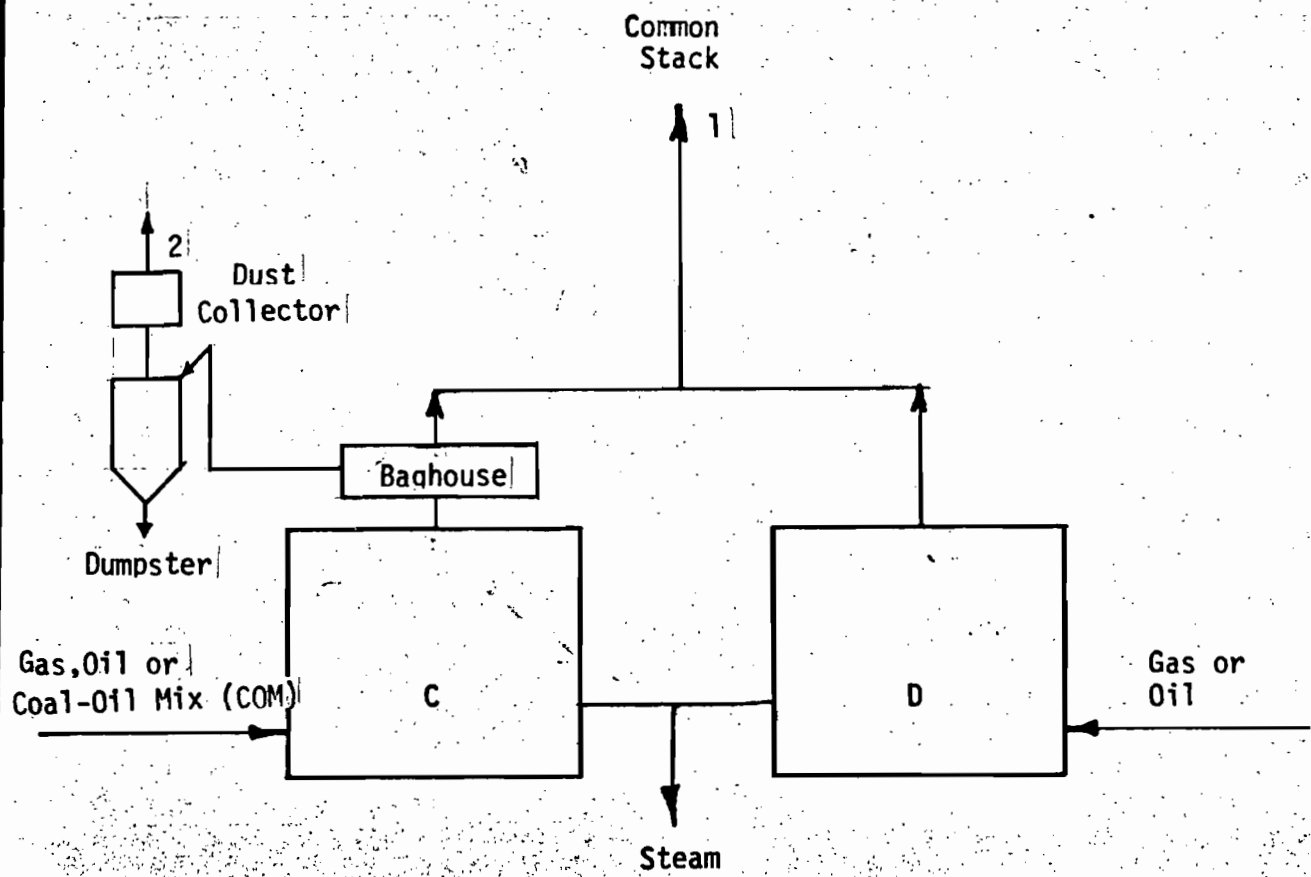 Common
Stack
1
2
Dust
Collector
Baghouse
Dumpster
Gas,Oil or
Coal-Oil Mix (COM)
C
D
Gas or
Oil
Steam